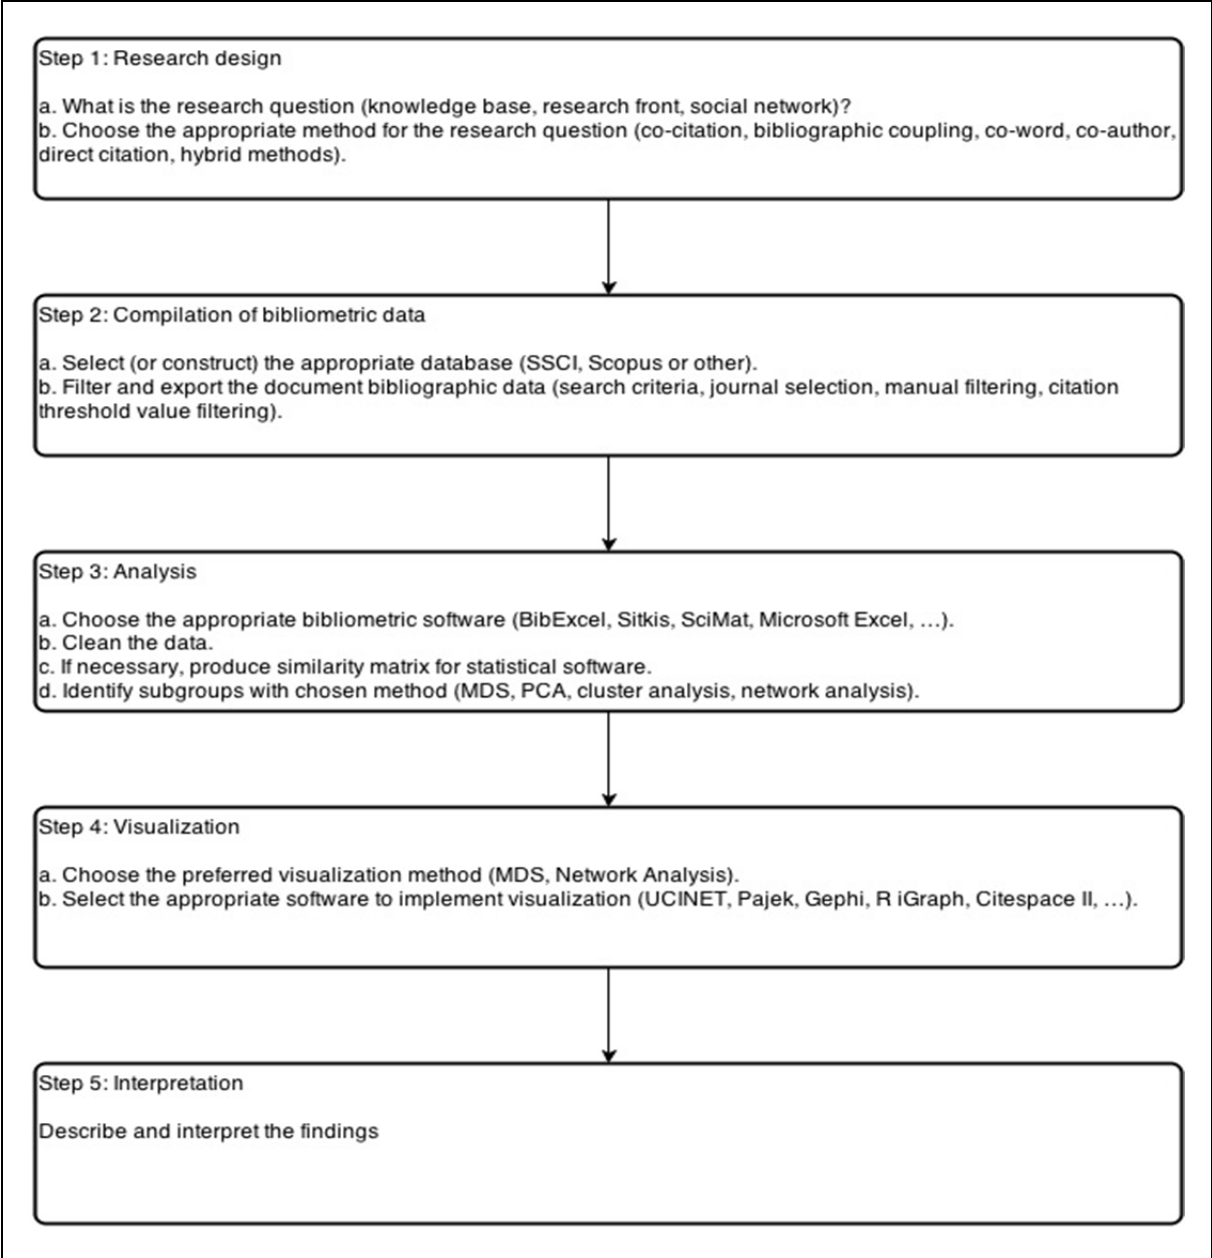 Step 1: Research design
a. What is the research question (knowledge base, research front, social network)?
b. Choose the appropriate method for the research question (co-citation, bibliographic coupling, co-word, co-author,
direct citation, hybrid methods).
Step 2: Compilation of bibliometric data
a. Select (or construct) the appropriate database (SSCI, Scopus or other).
b. Filter and export the document bibliographic data (search criteria, journal selection, manual filtering, citation
threshold value filtering).
Step 3: Analysis
a. Choose the appropriate bibliometric software (BibExcel, Sitkis, SciMat, Microsoft Excel, ...).
b. Clean the data.
c. If necessary, produce similarity matrix for statistical software.
d. Identify subgroups with chosen method (MDS, PCA, cluster analysis, network analysis).
Step 4: Visualization
a. Choose the preferred visualization method (MDS, Network Analysis).
b. Select the appropriate software to implement visualization (UCINET, Pajek, Gephi, R iGraph, Citespace II, ...).
Step 5: Interpretation
Describe and interpret the findings